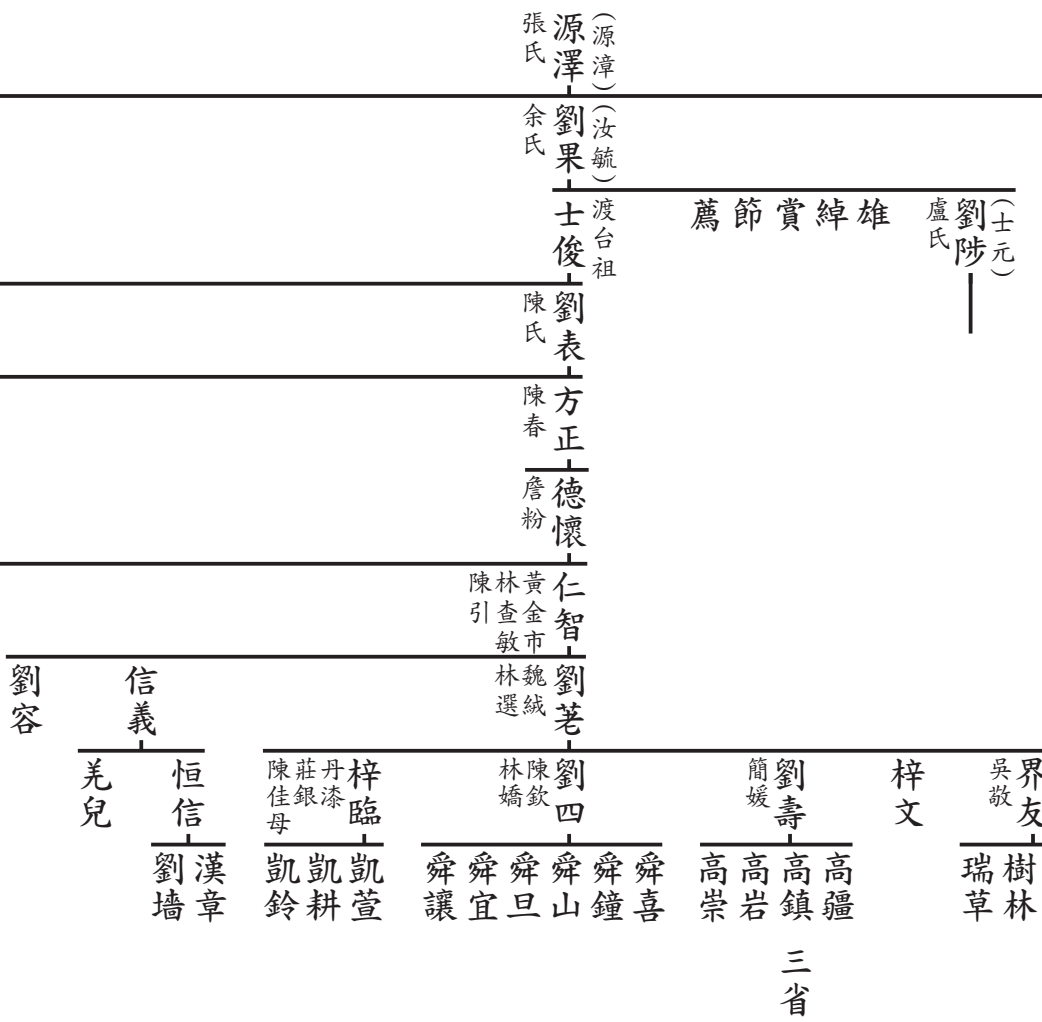 (源漳)
源澤
張氏
(汝毓)
劉果
余氏
(士元)
劉陟
盧氏
雄
綽
賞
節
薦
渡台祖
士俊
劉表
陳氏
方正
陳春
德懷
詹粉
仁智
黃金市
林查敏
陳引
劉荖
魏絨
林選
信義
劉容
界友
吳敬
梓文
劉壽
簡媛
劉四
陳欽
林嬌
梓臨
丹漆
莊銀
陳佳母
恒信
羌兒
樹林
瑞草
高疆
高鎮
高岩
高崇
舜喜
舜鐘
舜山
舜旦
舜宜
舜讓
凱萱
凱耕
凱鈴
漢章
劉墻
三省